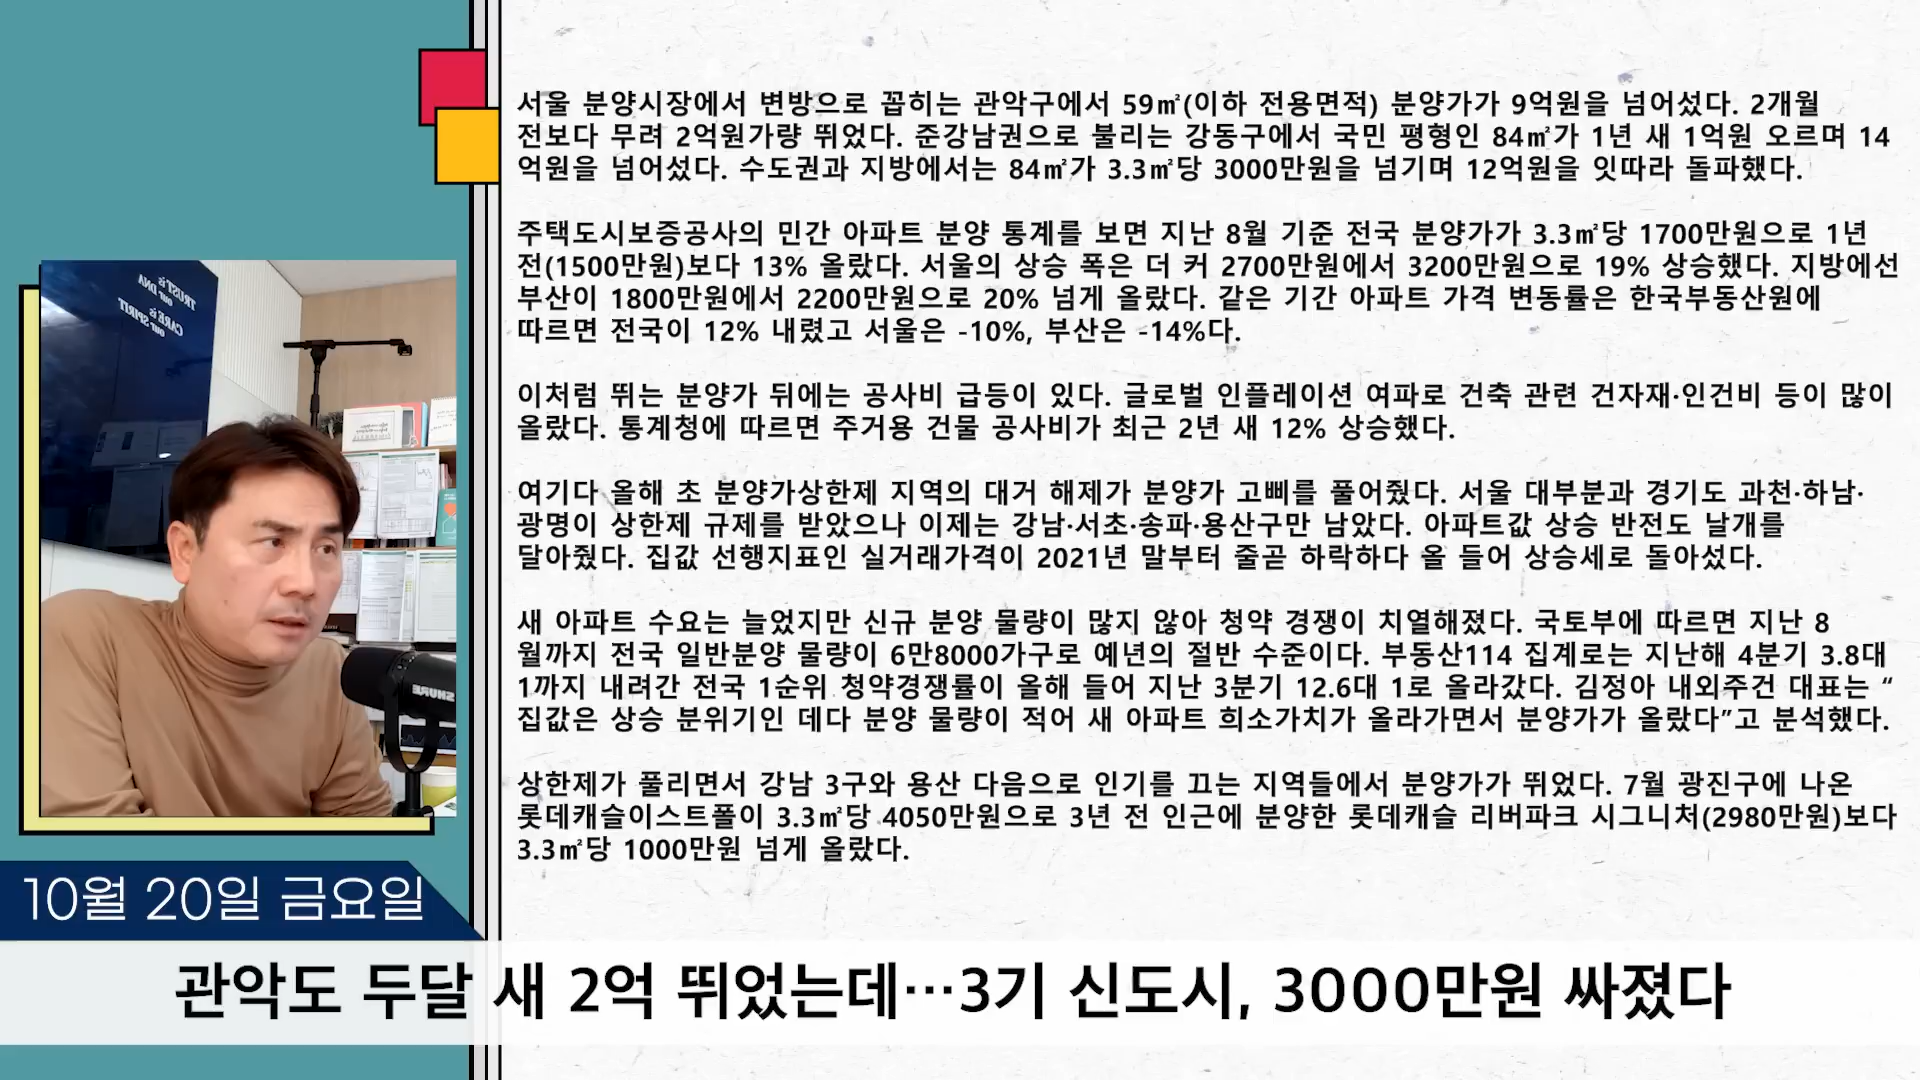 서울 분양시장에서 변방으로 꼽히는 관악구에서 59㎡(이하 전용면적) 분양가가 9억원을 넘어섰다. 2개월
전보다 무려 2억원가량 뛰었다. 준강남권으로 불리는 강동구에서 국민 평형인 84㎡가 1년 새 1억원 오르며 14
억원을 넘어섰다. 수도권과 지방에서는 84㎡가 3.3㎡당 3000만원을 넘기며 12억원을 잇따라 돌파했다.
주택도시보증공사의 민간 아파트 분양 통계를 보면 지난 8월 기준 전국 분양가가 3.3㎡당 1700만원으로 1년
전(1500만원)보다 13% 올랐다. 서울의 상승 폭은 더 커 2700만원에서 3200만원으로 19% 상승했다. 지방에선
부산이 1800만원에서 2200만원으로 20% 넘게 올랐다. 같은 기간 아파트 가격 변동률은 한국부동산원에
따르면 전국이 12% 내렸고 서울은 -10%, 부산은 -14%다.
이처럼 뛰는 분양가 뒤에는 공사비 급등이 있다. 글로벌 인플레이션 여파로 건축 관련 건자재·인건비 등이 많이
올랐다. 통계청에 따르면 주거용 건물 공사비가 최근 2년 새 12% 상승했다.
여기다 올해 초 분양가상한제 지역의 대거 해제가 분양가 고삐를 풀어줬다. 서울 대부분과 경기도 과천·하남·
광명이 상한제 규제를 받았으나 이제는 강남·서초·송파·용산구만 남았다. 아파트값 상승 반전도 날개를
달아줬다. 집값 선행지표인 실거래가격이 2021년 말부터 줄곧 하락하다 올 들어 상승세로 돌아섰다.
새 아파트 수요는 늘었지만 신규 분양 물량이 많지 않아 청약 경쟁이 치열해졌다. 국토부에 따르면 지난 8
월까지 전국 일반분양 물량이 6만8000가구로 예년의 절반 수준이다. 부동산114 집계로는 지난해 4분기 3.8대
1까지 내려간 전국 1순위 청약경쟁률이 올해 들어 지난 3분기 12.6대 1로 올라갔다. 김정아 내외주건 대표는 “
집값은 상승 분위기인 데다 분양 물량이 적어 새 아파트 희소가치가 올라가면서 분양가가 올랐다”고 분석했다.
상한제가 풀리면서 강남 3구와 용산 다음으로 인기를 끄는 지역들에서 분양가가 뛰었다. 7월 광진구에 나온
롯데캐슬이스트폴이 3.3㎡당 4050만원으로 3년 전 인근에 분양한 롯데캐슬 리버파크 시그니처(2980만원)보다
3.3㎡당 1000만원 넘게 올랐다.
TRUST is
our DNA
CARE is
our SPIRIT
SHURE
10월 20일 금요일
관악도 두달 새 2억 뛰었는데…3기 신도시, 3000만원 싸졌다